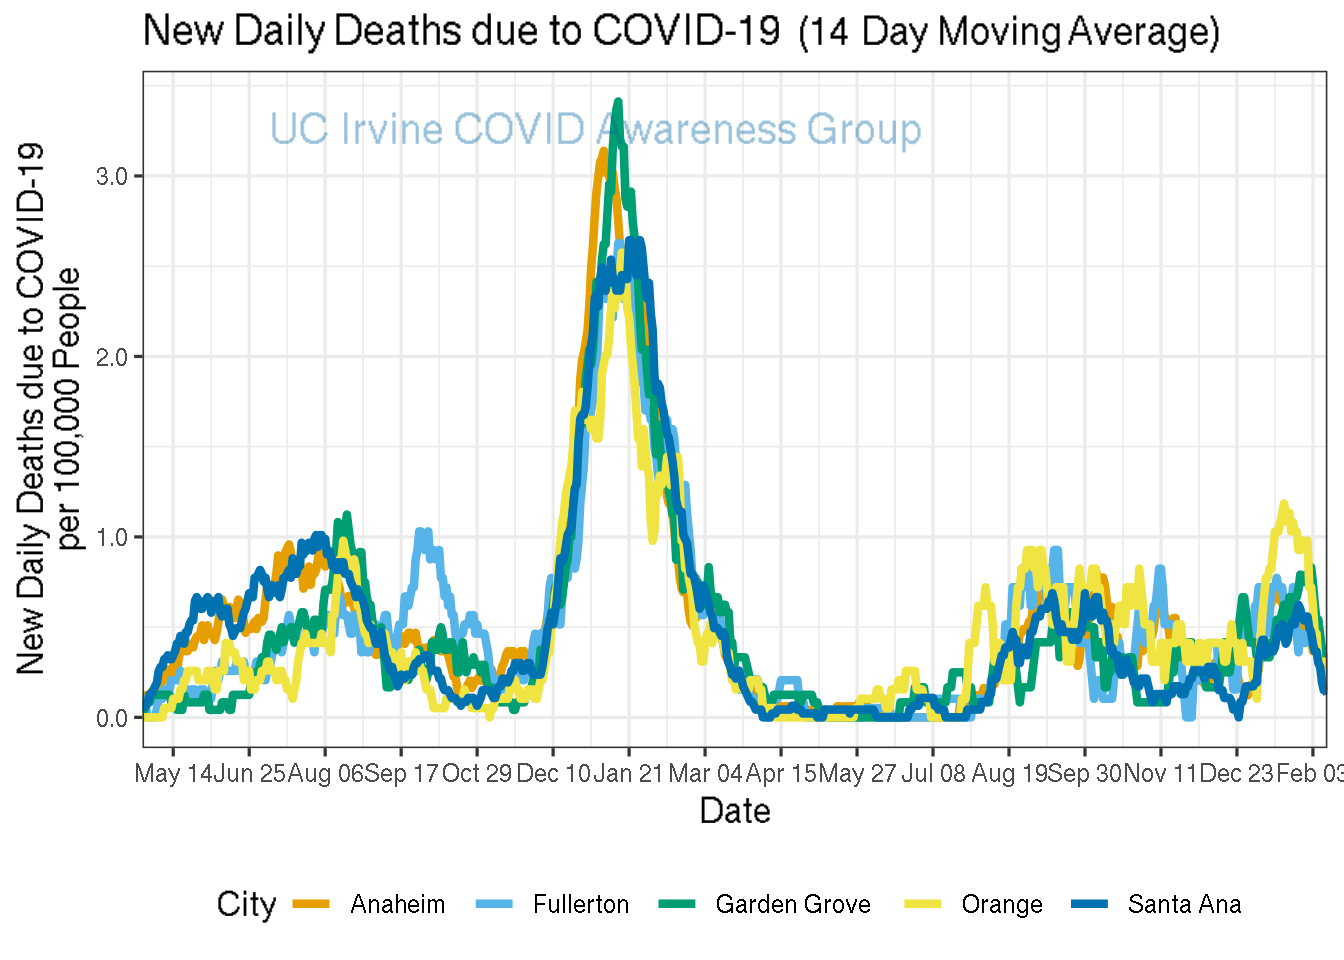 New Daily Deaths due to COVID-19 (14 Day Moving Average)
UC Irvine COVID Awareness Group
New Daily Deaths due to COVID-19
per 100,000 People
3.0
2.0
1.0
0.0
May 14 Jun 25 Aug 06 Sep 17 Oct 29 Dec 10 Jan 21 Mar 04 Apr 15 May 27 Jul 08 Aug 19 Sep 30 Nov 11 Dec 23 Feb 03
Date
City Anaheim Fullerton Garden Grove Orange Santa Ana